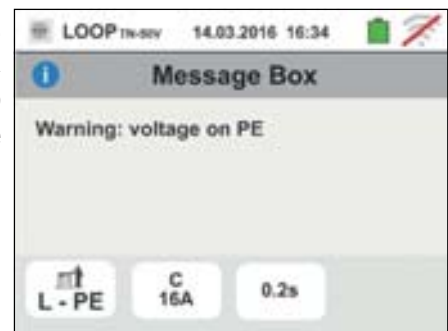 LOOP TN-50V 14.03.2016 16:34
i Message Box
Warning: voltage on PE
L - PE
C
16A
0.2s